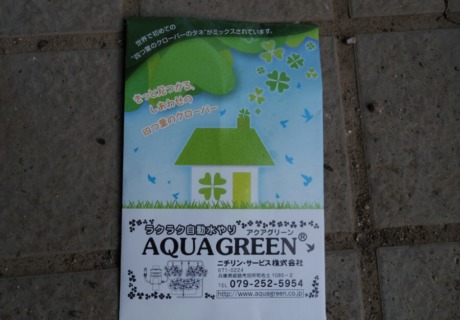 世界で初めての
"四つ葉のクローバーのタネ"がミックスされています。
きっと見つかる、
しあわせの
四つ葉のクローバー
ラクラク自動水やり
アクアグリーン
AQUAGREEN®
ニチリン・サービス株式会社
671-0224
TEL 079-252-5954
http://www.aquagreen.co.jp